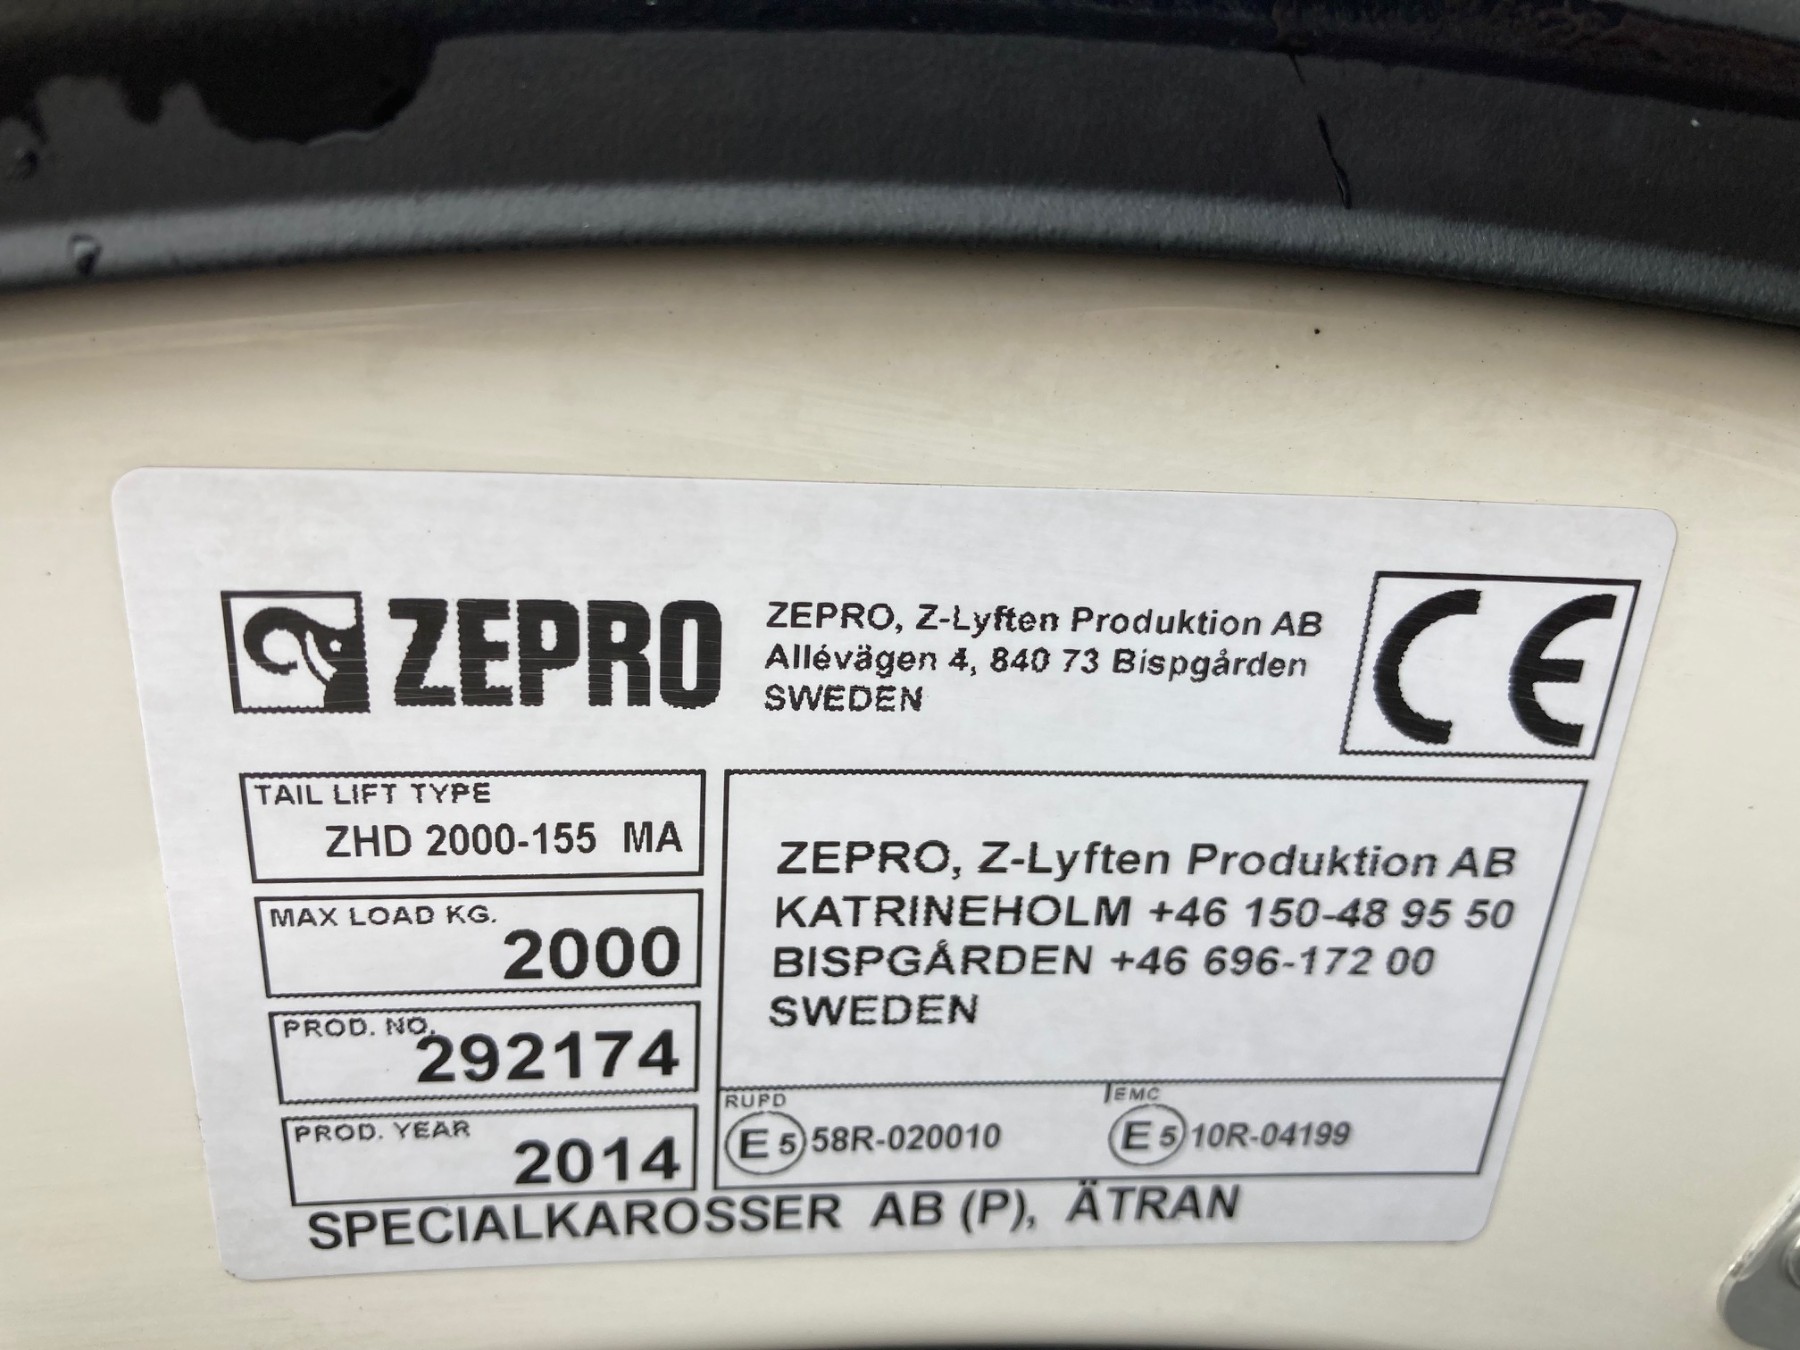 ZEPRO
ZEPRO, Z-Lyften Produktion AB
Allévägen 4, 840 73 Bispgården
SWEDEN
CE
TAIL LIFT TYPE
ZHD 2000-155 MA
MAX LOAD KG.
2000
PROD. NO.
292174
PROD. YEAR
2014
ZEPRO, Z-Lyften Produktion AB
KATRINEHOLM +46 150-48 95 50
BISPGÅRDEN +46 696-172 00
SWEDEN
RUPD
E 5 58R-020010
EMC
E 5 10R-04199
SPECIALKAROSSER AB (P), ÄTRAN